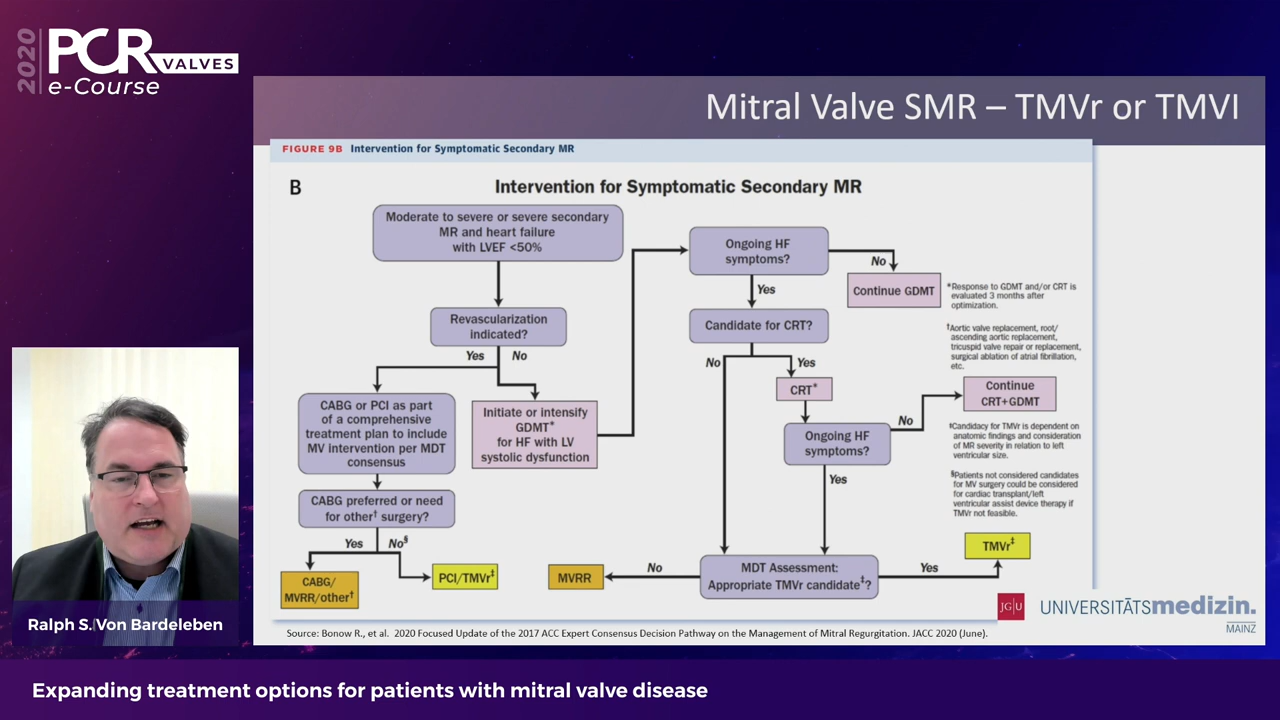 2020
PCR
VALVES
e-Course
Mitral Valve SMR – TMVr or TMVI
FIGURE 9B Intervention for Symptomatic Secondary MR
B
Intervention for Symptomatic Secondary MR
Moderate to severe or severe secondary
MR and heart failure
with LVEF <50%
Revascularization
indicated?
Yes
No
CABG or PCI as part
of a comprehensive
treatment plan to include
MV intervention per MDT
consensus
Initiate or intensify
GDMT*
for HF with LV
systolic dysfunction
CABG preferred or need
for other† surgery?
Yes
No§
CABG/
MVRR/other†
PCI/TMVr‡
Ongoing HF
symptoms?
No
Continue GDMT
Yes
Candidate for CRT?
No
Yes
CRT*
Ongoing HF
symptoms?
No
Continue
CRT+GDMT
Yes
MDT Assessment:
Appropriate TMVr candidate‡?
No
MVRR
Yes
TMVr‡
*Response to GDMT and/or CRT is
evaluated 3 months after
optimization.
†Aortic valve replacement, root/
ascending aortic replacement,
tricuspid valve repair or replacement,
surgical ablation of atrial fibrillation,
etc.
‡Candidacy for TMVr is dependent on
anatomic findings and consideration
of MR severity in relation to left
ventricular size.
§Patients not considered candidates
for MV surgery could be considered
for cardiac transplant/left
ventricular assist device therapy if
TMVr not feasible.
JG|U
UNIVERSITÄTSmedizin.
MAINZ
Source: Bonow R., et al. 2020 Focused Update of the 2017 ACC Expert Consensus Decision Pathway on the Management of Mitral Regurgitation. JACC 2020 (June).
Ralph S. Von Bardeleben
Expanding treatment options for patients with mitral valve disease